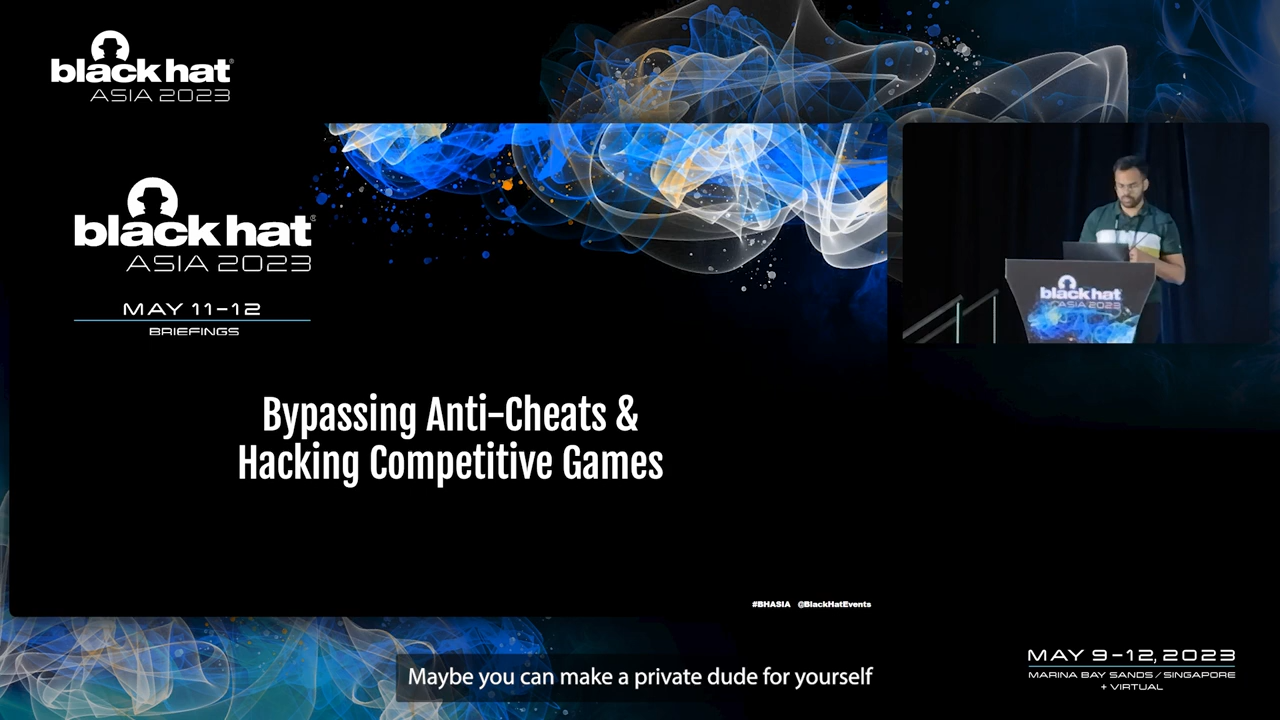 black hat®
ASIA 2023
black hat®
ASIA 2023
MAY 11-12
BRIEFINGS
Bypassing Anti-Cheats &
Hacking Competitive Games
#BHASIA @BlackHatEvents
black hat
ASIA 2023
Maybe you can make a private dude for yourself
MAY 9-12, 2023
MARINA BAY SANDS / SINGAPORE
+ VIRTUAL